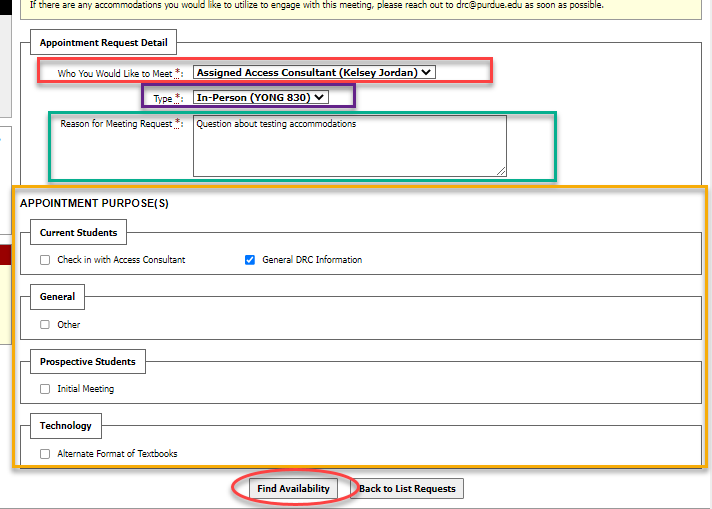 If there are any accommodations you would like to utilize to engage with this meeting, please reach out to drc@purdue.edu as soon as possible.
Appointment Request Detail
Who You Would Like to Meet *: Assigned Access Consultant (Kelsey Jordan)
Type *: In-Person (YONG 830)
Reason for Meeting Request *: Question about testing accommodations
APPOINTMENT PURPOSE(S)
Current Students
Check in with Access Consultant General DRC Information
General
Other
Prospective Students
Initial Meeting
Technology
Alternate Format of Textbooks
Find Availability Back to List Requests